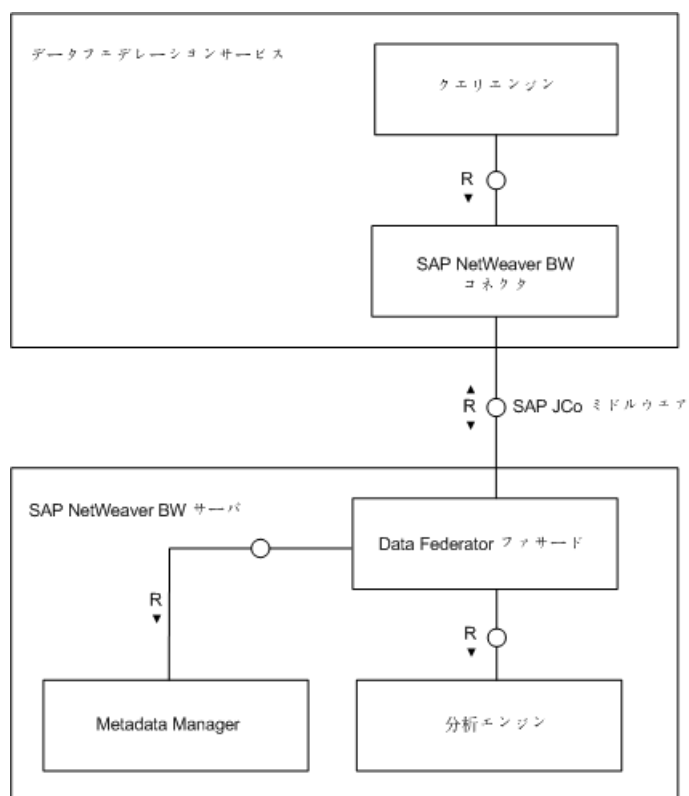 データフェデレーションサービス
クエリエンジン
R
▼
SAP NetWeaver BW
コネクタ
▲
R
▼
SAP JCo ミドルウェア
SAP NetWeaver BW サーバ
Data Federator ファサード
R
▼
R
▼
Metadata Manager
分析エンジン